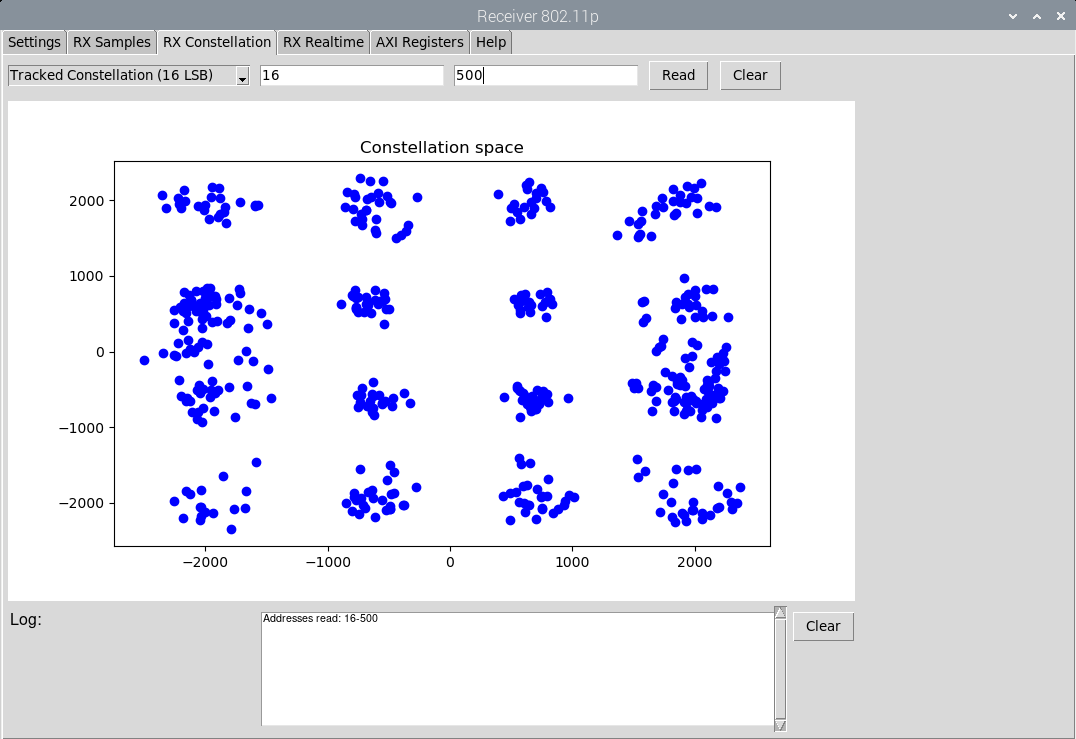 Receiver 802.11p
Settings RX Samples RX Constellation RX Realtime AXI Registers Help
Tracked Constellation (16 LSB) 16 500 Read Clear
Constellation space
2000
1000
0
−1000
−2000
−2000 −1000 0 1000 2000
Log:
Addresses read: 16-500
Clear